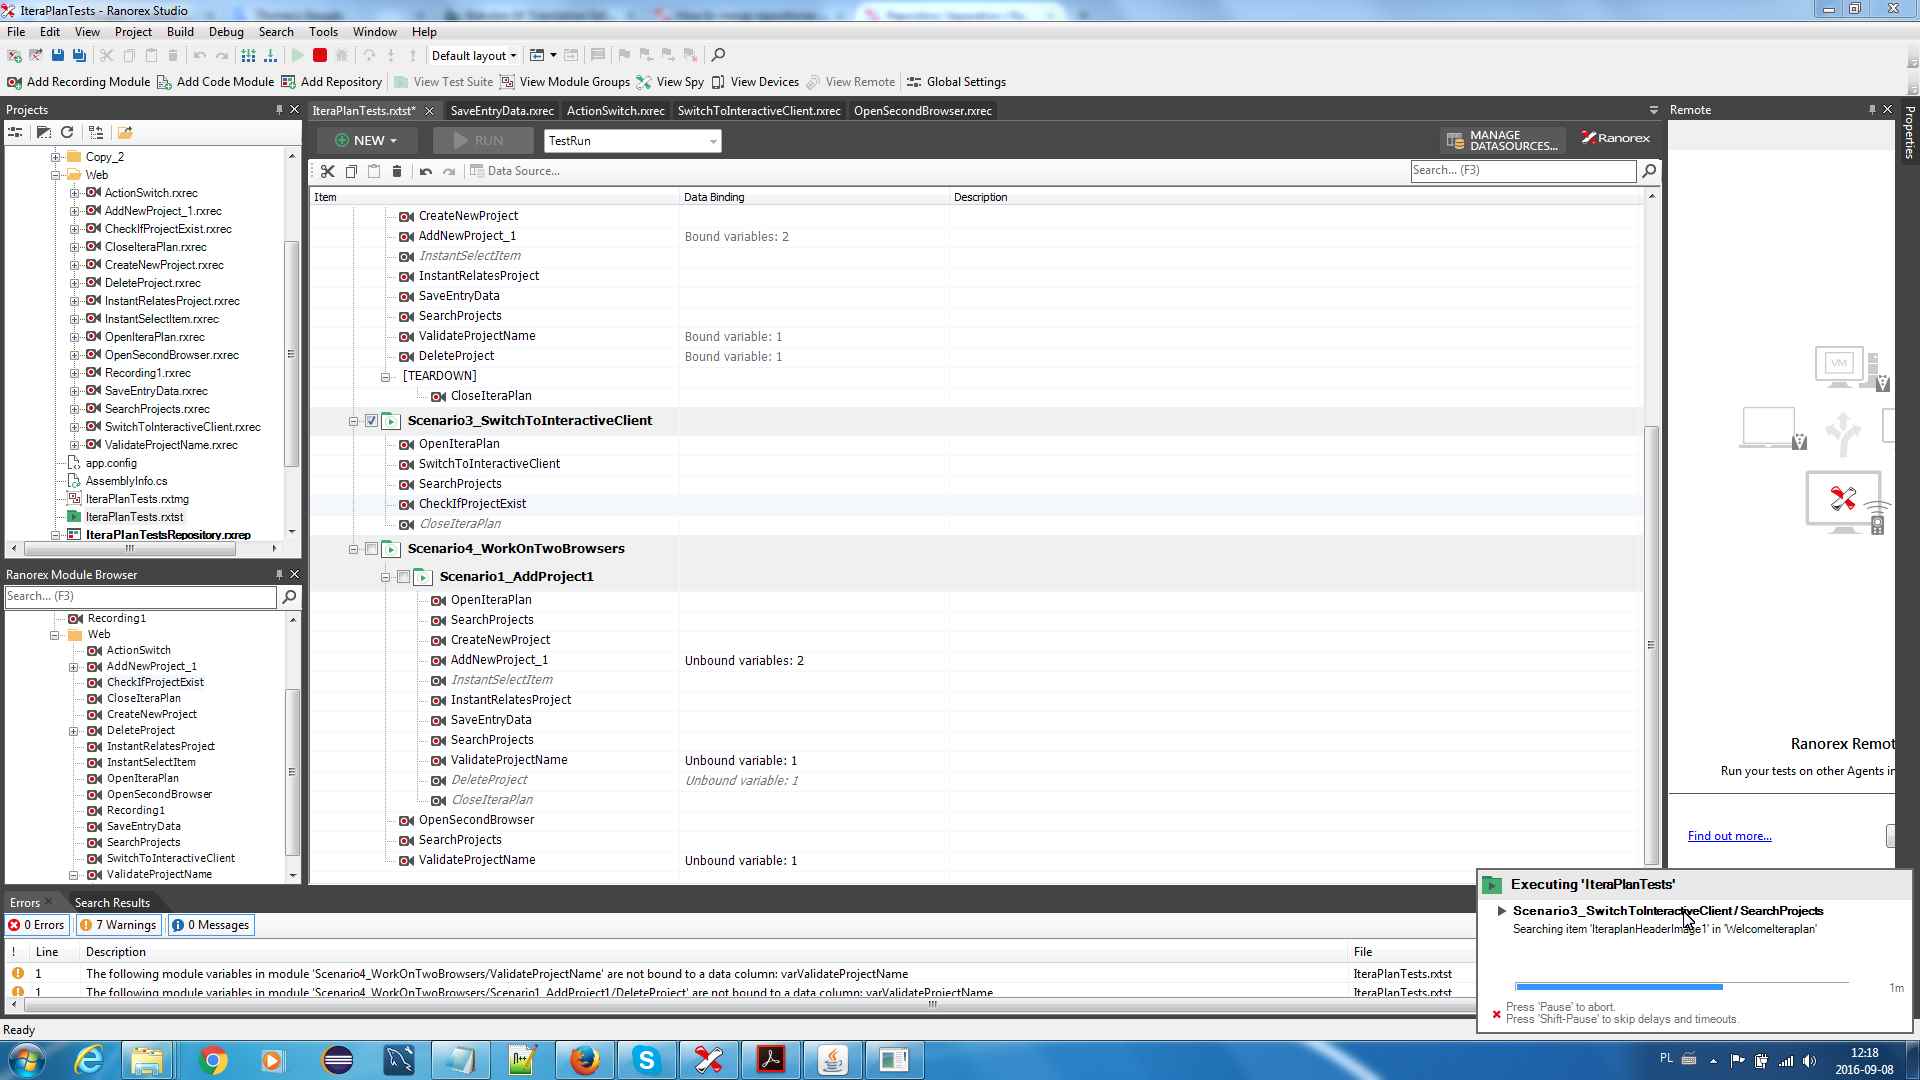 IteraPlanTests - Ranorex Studio
File Edit View Project Build Debug Search Tools Window Help
Default layout
Add Recording Module Add Code Module Add Repository View Test Suite View Module Groups View Spy View Devices View Remote Global Settings
Projects
Copy_2
Web
ActionSwitch.rxrec
AddNewProject_1.rxrec
CheckIfProjectExist.rxrec
CloseIteraPlan.rxrec
CreateNewProject.rxrec
DeleteProject.rxrec
InstantRelatesProject.rxrec
InstantSelectItem.rxrec
OpenIteraPlan.rxrec
OpenSecondBrowser.rxrec
Recording1.rxrec
SaveEntryData.rxrec
SearchProjects.rxrec
SwitchToInteractiveClient.rxrec
ValidateProjectName.rxrec
app.config
AssemblyInfo.cs
IteraPlanTests.rxtmg
IteraPlanTests.rxtst
IteraPlanTestsRepository.rxrep
Ranorex Module Browser
Search... (F3)
Recording1
Web
ActionSwitch
AddNewProject_1
CheckIfProjectExist
CloseIteraPlan
CreateNewProject
DeleteProject
InstantRelatesProject
InstantSelectItem
OpenIteraPlan
OpenSecondBrowser
Recording1
SaveEntryData
SearchProjects
SwitchToInteractiveClient
ValidateProjectName
IteraPlanTests.rxtst* SaveEntryData.rxrec ActionSwitch.rxrec SwitchToInteractiveClient.rxrec OpenSecondBrowser.rxrec
NEW RUN TestRun MANAGE DATASOURCES... Ranorex
Data Source... Search... (F3)
Item Data Binding Description
CreateNewProject
AddNewProject_1 Bound variables: 2
InstantSelectItem
InstantRelatesProject
SaveEntryData
SearchProjects
ValidateProjectName Bound variable: 1
DeleteProject Bound variable: 1
[TEARDOWN]
CloseIteraPlan
Scenario3_SwitchToInteractiveClient
OpenIteraPlan
SwitchToInteractiveClient
SearchProjects
CheckIfProjectExist
CloseIteraPlan
Scenario4_WorkOnTwoBrowsers
Scenario1_AddProject1
OpenIteraPlan
SearchProjects
CreateNewProject
AddNewProject_1 Unbound variables: 2
InstantSelectItem
InstantRelatesProject
SaveEntryData
SearchProjects
ValidateProjectName Unbound variable: 1
DeleteProject Unbound variable: 1
CloseIteraPlan
OpenSecondBrowser
SearchProjects
ValidateProjectName Unbound variable: 1
Remote
Properties
VM
Ranorex Remot
Run your tests on other Agents in
Find out more...
Errors Search Results
0 Errors 7 Warnings 0 Messages
! Line Description File
1 The following module variables in module 'Scenario4_WorkOnTwoBrowsers/ValidateProjectName' are not bound to a data column: varValidateProjectName IteraPlanTests.rxtst
1 The following module variables in module 'Scenario4_WorkOnTwoBrowsers/Scenario1_AddProject1/DeleteProject' are not bound to a data column: varValidateProjectName IteraPlanTests.rxtst
Executing 'IteraPlanTests'
Scenario3_SwitchToInteractiveClient / SearchProjects
Searching item 'IteraplanHeaderImage1' in 'WelcomeIteraplan'
1m
Press 'Pause' to abort.
Press 'Shift-Pause' to skip delays and timeouts.
Ready
PL
12:18
2016-09-08